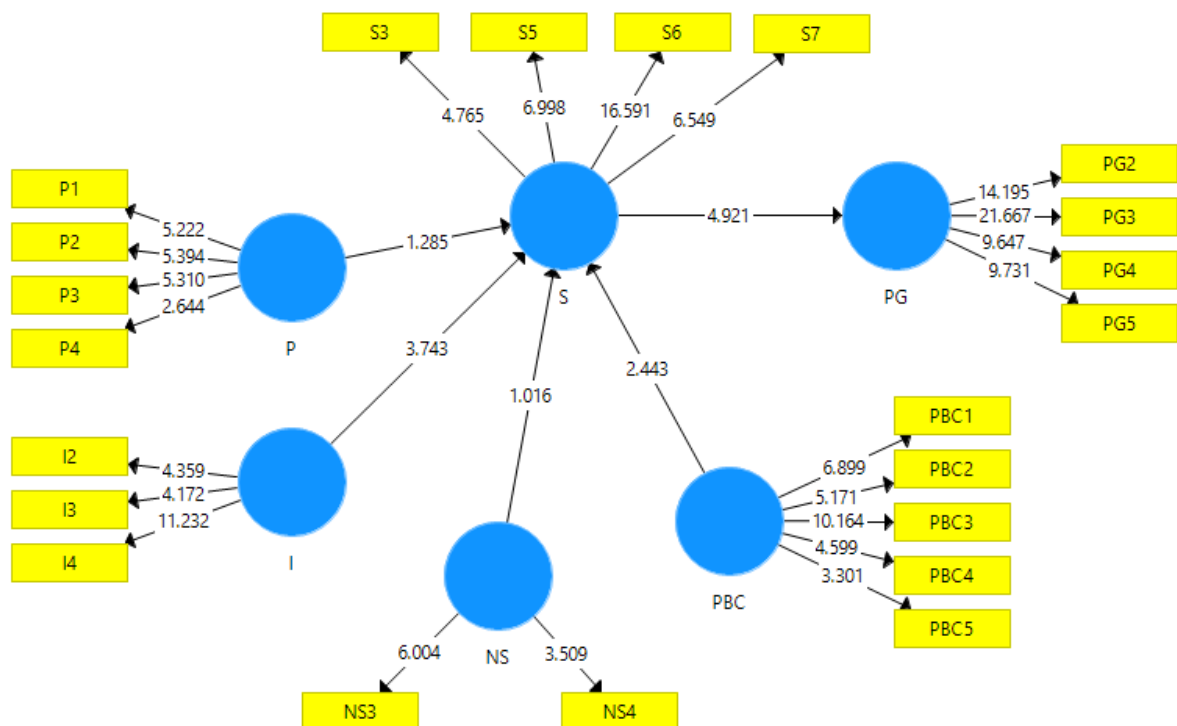 S3
S5
S6
S7
4.765
6.998
16.591
6.549
P1
P2
P3
P4
5.222
5.394
5.310
2.644
P
1.285
S
4.921
PG
14.195
21.667
9.647
9.731
PG2
PG3
PG4
PG5
3.743
1.016
2.443
I2
I3
I4
4.359
4.172
11.232
I
NS
6.004
3.509
NS3
NS4
PBC
6.899
5.171
10.164
4.599
3.301
PBC1
PBC2
PBC3
PBC4
PBC5